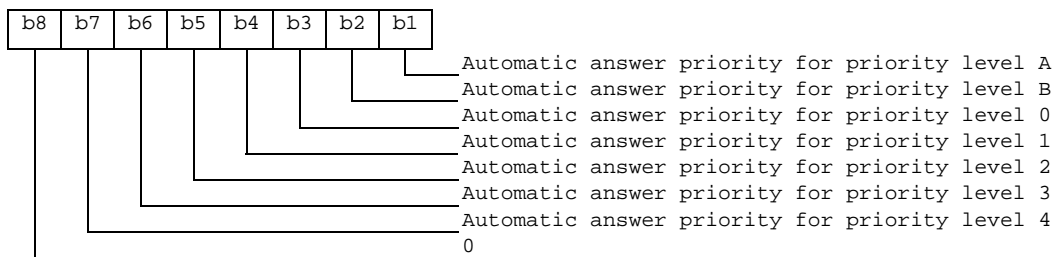 b8 b7 b6 b5 b4 b3 b2 b1
Automatic answer priority for priority level A
Automatic answer priority for priority level B
Automatic answer priority for priority level 0
Automatic answer priority for priority level 1
Automatic answer priority for priority level 2
Automatic answer priority for priority level 3
Automatic answer priority for priority level 4
0